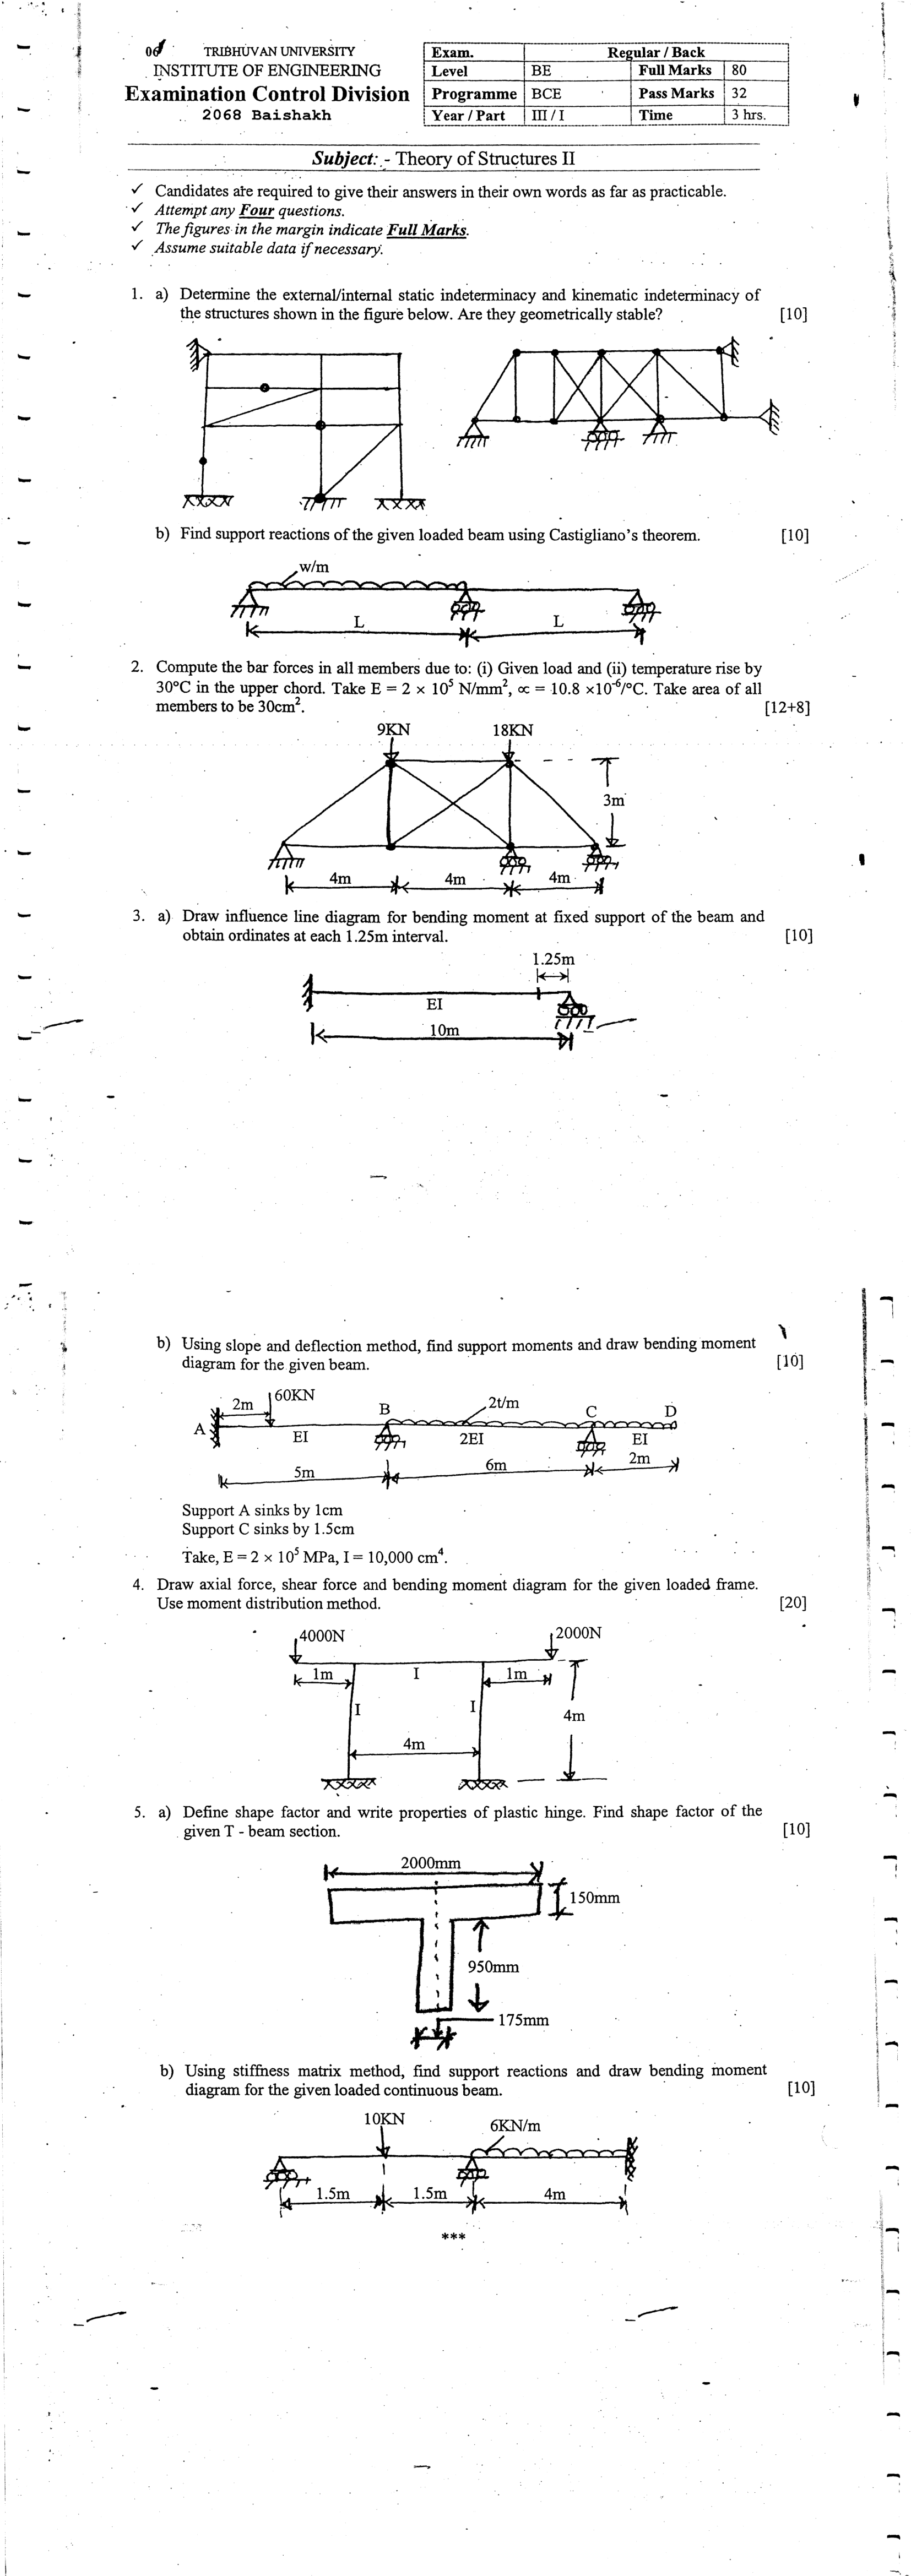 TRIBHUVAN UNIVERSITY
INSTITUTE OF ENGINEERING
Examination Control Division
2068 Baishakh
Exam. Regular / Back
Level BE Full Marks 80
Programme BCE Pass Marks 32
Year / Part III / I Time 3 hrs.
Subject: - Theory of Structures II
✓ Candidates are required to give their answers in their own words as far as practicable.
✓ Attempt any Four questions.
✓ The figures in the margin indicate Full Marks.
✓ Assume suitable data if necessary.
1. a) Determine the external/internal static indeterminacy and kinematic indeterminacy of
the structures shown in the figure below. Are they geometrically stable? [10]
b) Find support reactions of the given loaded beam using Castigliano's theorem. [10]
w/m
L L
2. Compute the bar forces in all members due to: (i) Given load and (ii) temperature rise by
30°C in the upper chord. Take E = 2 × 10⁵ N/mm², ∝ = 10.8 ×10⁻⁶/°C. Take area of all
members to be 30cm². [12+8]
9KN 18KN
3m
4m 4m 4m
3. a) Draw influence line diagram for bending moment at fixed support of the beam and
obtain ordinates at each 1.25m interval. [10]
1.25m
EI
10m
b) Using slope and deflection method, find support moments and draw bending moment
diagram for the given beam. [10]
2m 60KN B 2t/m C D
A EI 2EI EI
5m 6m 2m
Support A sinks by 1cm
Support C sinks by 1.5cm
Take, E = 2 × 10⁵ MPa, I = 10,000 cm⁴.
4. Draw axial force, shear force and bending moment diagram for the given loaded frame.
Use moment distribution method. [20]
4000N 2000N
1m I 1m
I I 4m
4m
5. a) Define shape factor and write properties of plastic hinge. Find shape factor of the
given T - beam section. [10]
2000mm
150mm
950mm
175mm
b) Using stiffness matrix method, find support reactions and draw bending moment
diagram for the given loaded continuous beam. [10]
10KN 6KN/m
1.5m 1.5m 4m
***